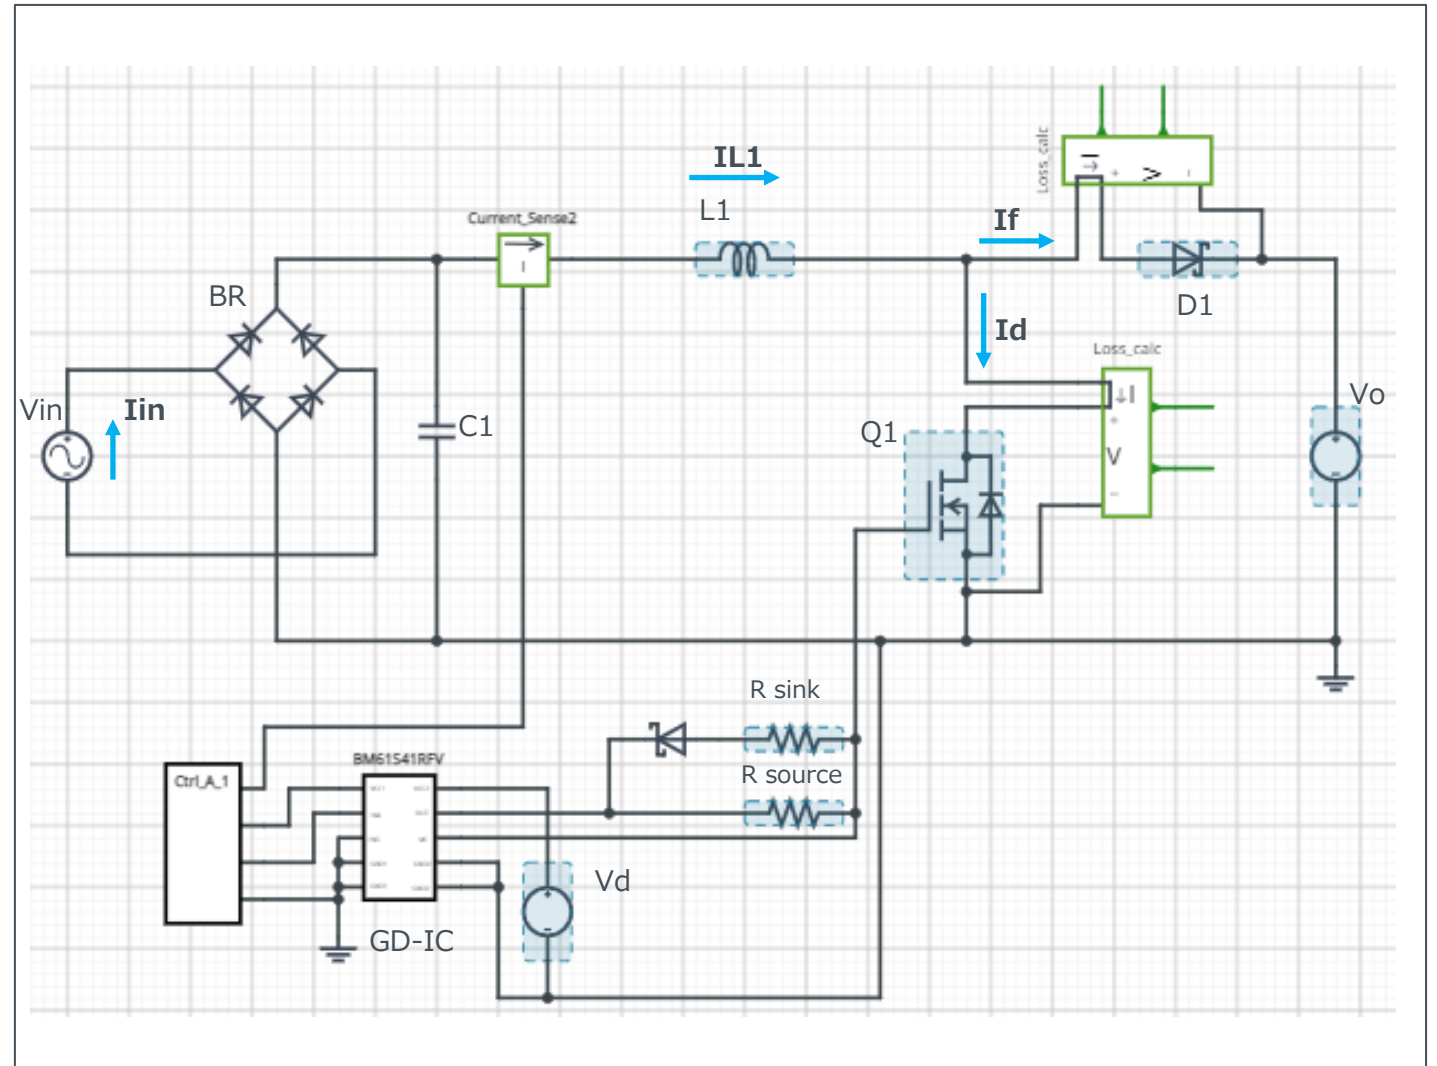 Loss_calc
I
+
V
IL1
L1
Current_Sense2
I
If
D1
BR
Id
Loss_calc
I
+
V
Vin
Iin
C1
Q1
Vo
R sink
R source
BM61S41RFV
Ctrl_A_1
Vd
GD-IC